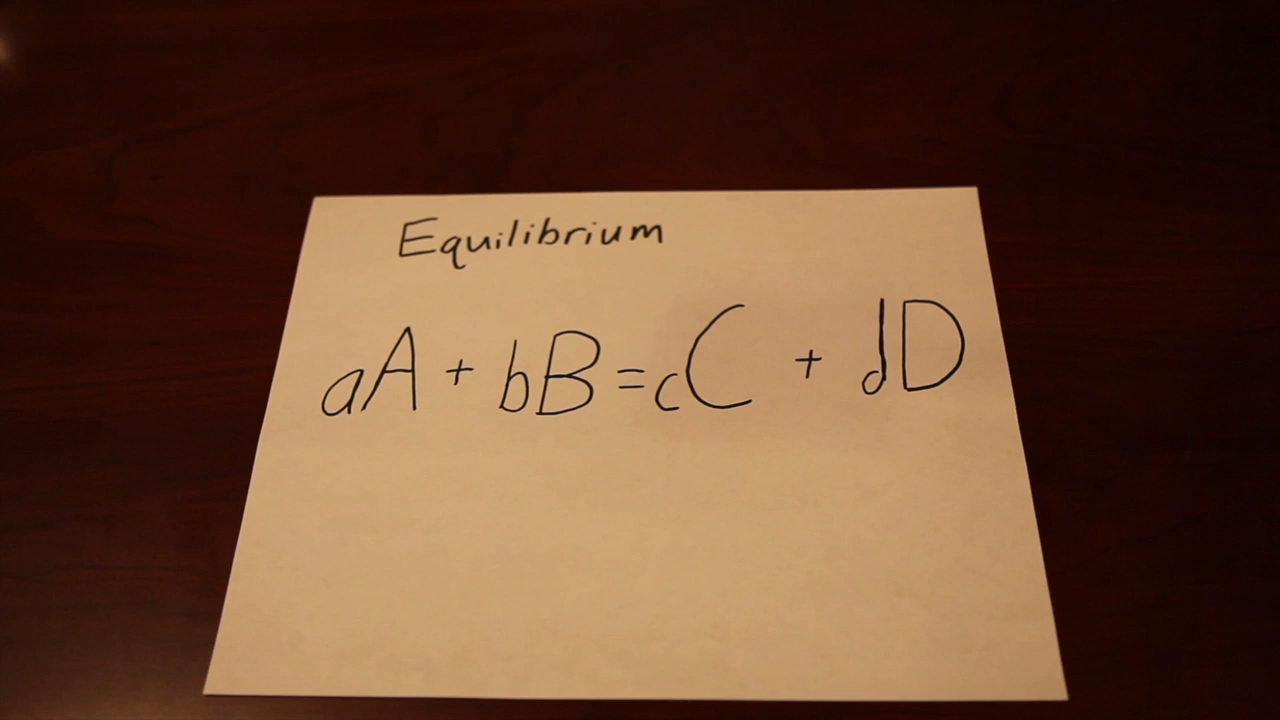 Equilibrium
aA + bB = cC + dD